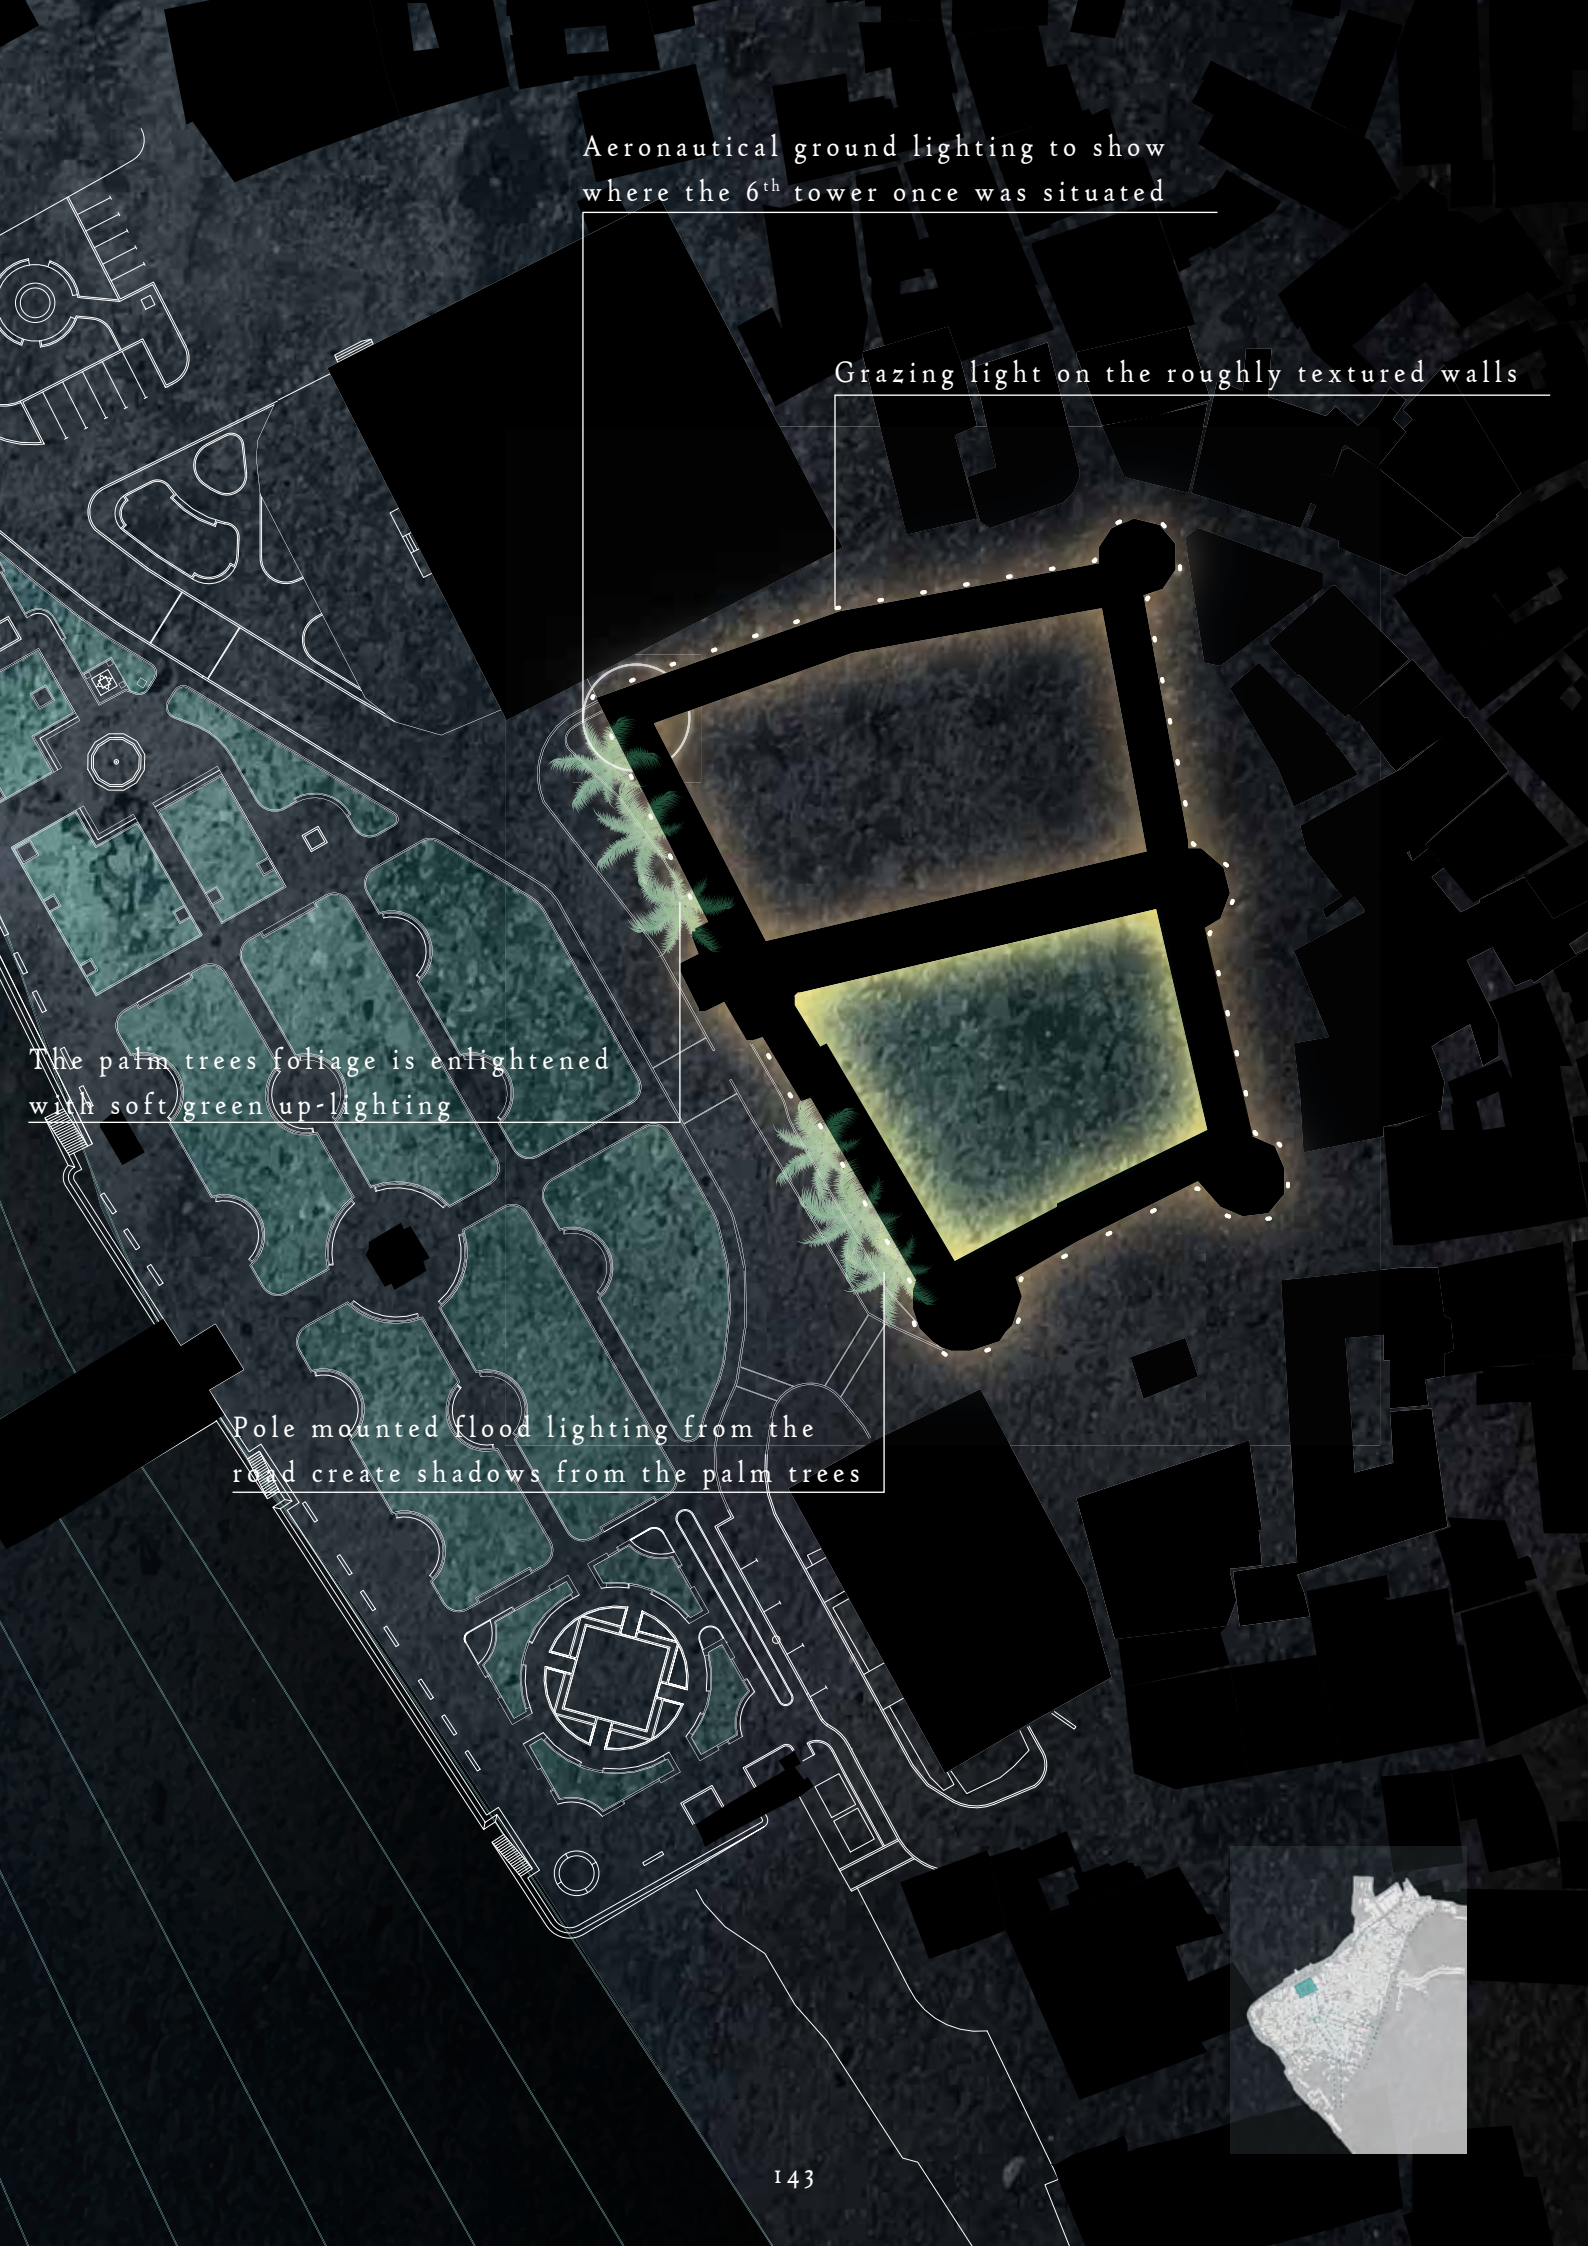 Aeronautical ground lighting to show
where the 6th tower once was situated
Grazing light on the roughly textured walls
The palm trees foliage is enlightened
with soft green up-lighting
Pole mounted flood lighting from the
road create shadows from the palm trees
143